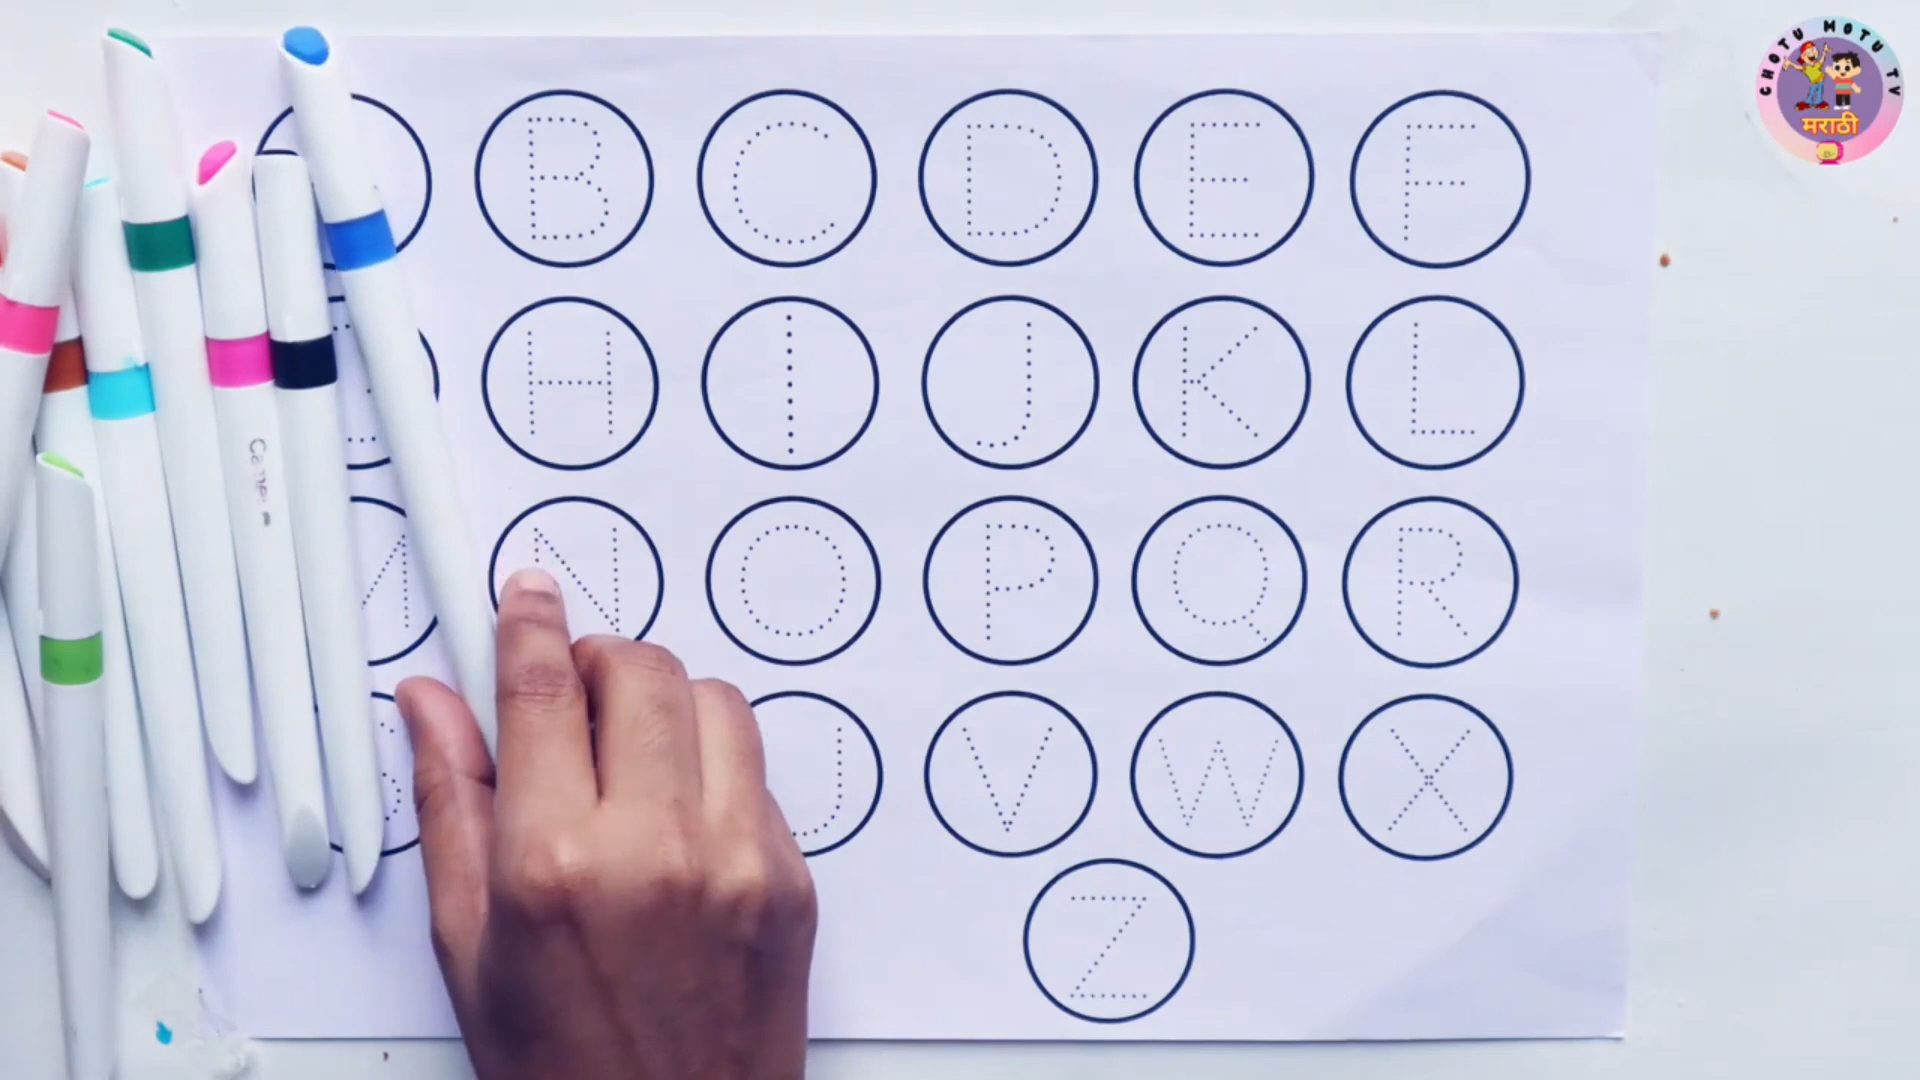 CHOTU MOTU TV
मराठी
B C D E F
H I J K L
N O P Q R
U V W X
Z